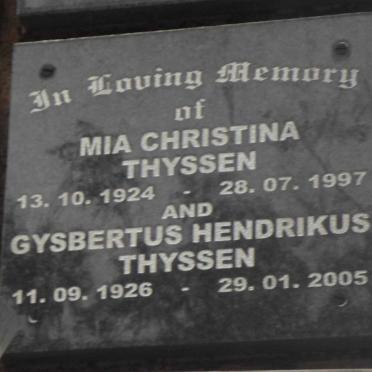 In Loving Memory
of
MIA CHRISTINA
THYSSEN
13. 10. 1924 - 28. 07. 1997
AND
GYSBERTUS HENDRIKUS
THYSSEN
11. 09. 1926 - 29. 01. 2005